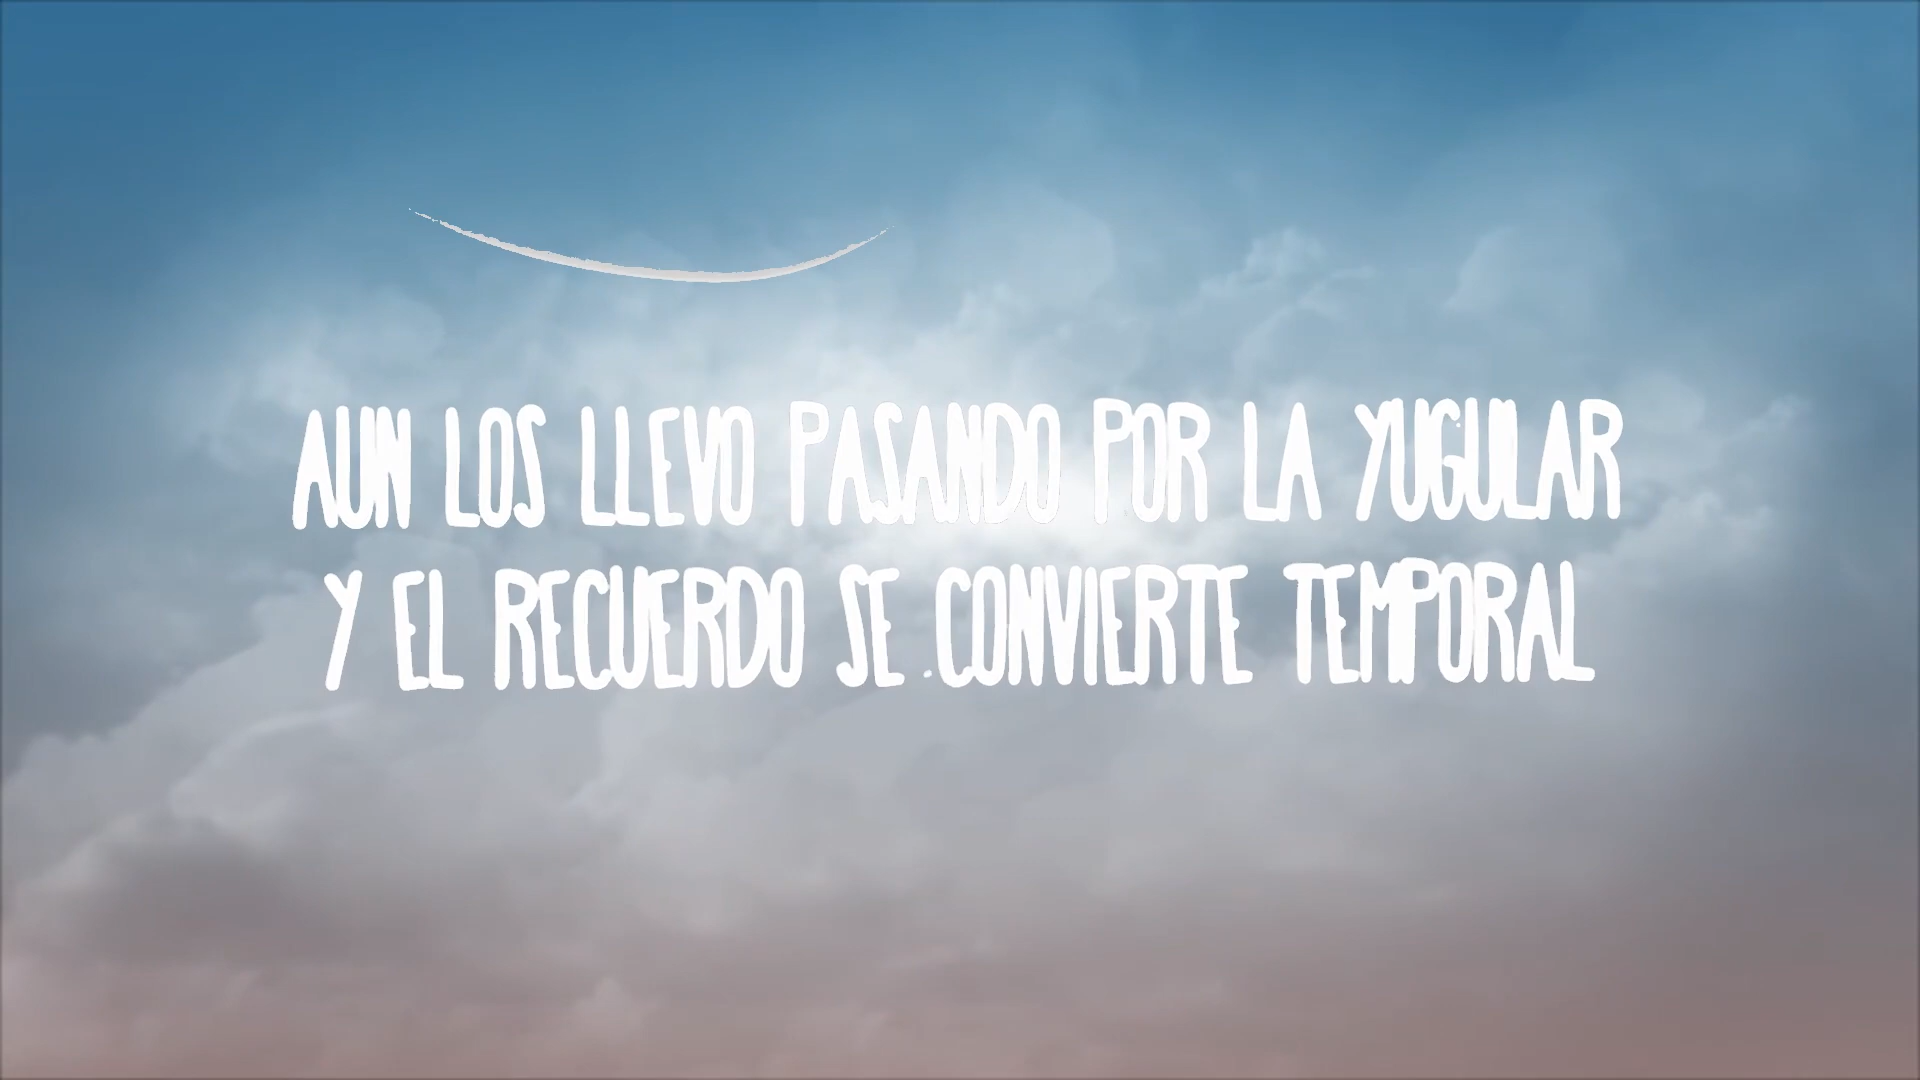 AUN LOS LLEVO PASANDO POR LA YUGULAR
Y EL RECUERDO SE CONVIERTE TEMPORAL